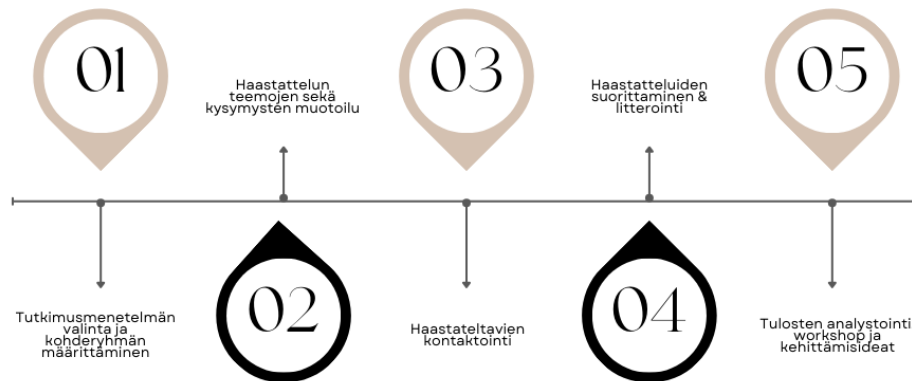 01
Tutkimusmenetelmän
valinta ja
kohderyhmän
määrittäminen
02
Haastattelun
teemojen sekä
kysymysten muotoilu
03
Haastateltavien
kontaktointi
04
Haastatteluiden
suorittaminen &
litterointi
05
Tulosten analystointi
workshop ja
kehittämisideat